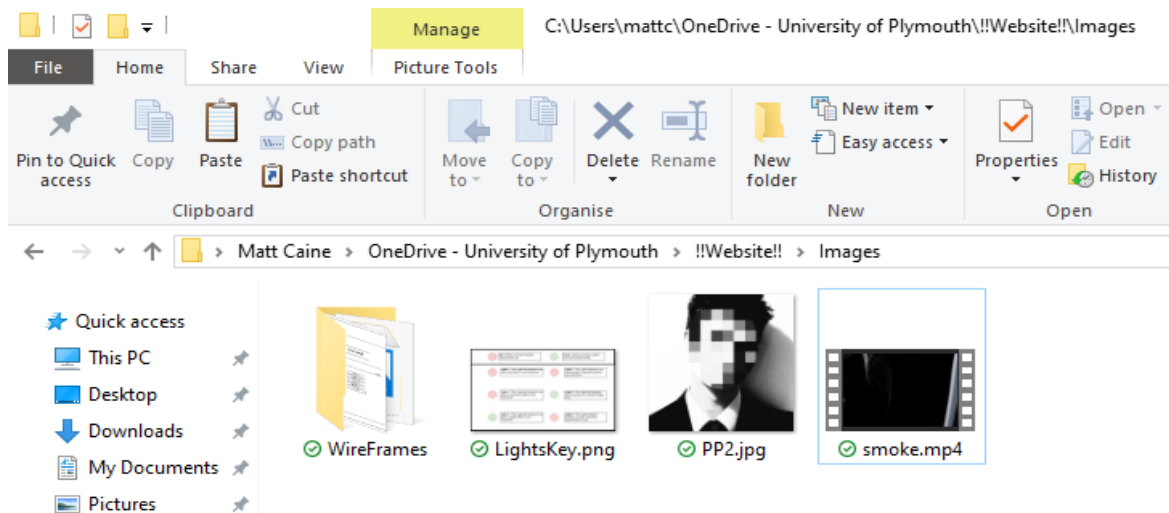 Manage
C:\Users\mattc\OneDrive - University of Plymouth\!!Website!!\Images
File Home Share View Picture Tools
Pin to Quick access
Copy
Paste
Cut
Copy path
Paste shortcut
Clipboard
Move to
Copy to
Delete
Rename
Organise
New folder
New item
Easy access
New
Properties
Open
Edit
History
Open
Matt Caine > OneDrive - University of Plymouth > !!Website!! > Images
Quick access
This PC
Desktop
Downloads
My Documents
Pictures
WireFrames
LightsKey.png
PP2.jpg
smoke.mp4